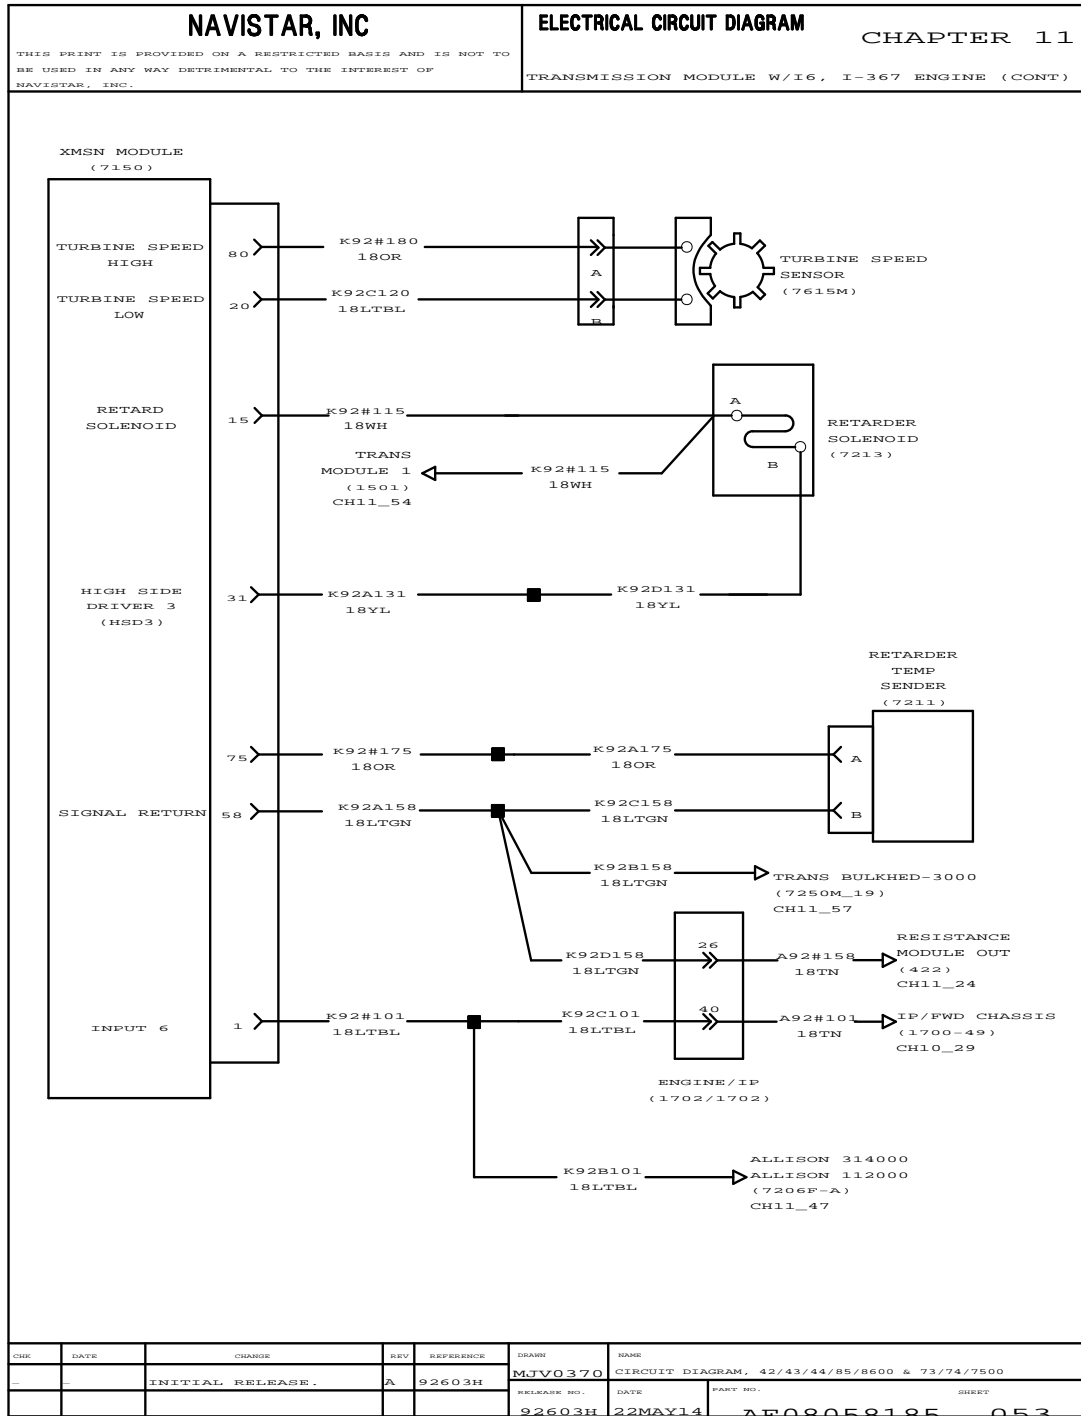 NAVISTAR, INC
THIS PRINT IS PROVIDED ON A RESTRICTED BASIS AND IS NOT TO
BE USED IN ANY WAY DETRIMENTAL TO THE INTEREST OF
NAVISTAR, INC.
ELECTRICAL CIRCUIT DIAGRAM
CHAPTER 11
TRANSMISSION MODULE W/I6, I-367 ENGINE (CONT)
XMSN MODULE
(7150)
TURBINE SPEED
HIGH
80
K92#180
18OR
A
TURBINE SPEED
SENSOR
(7615M)
TURBINE SPEED
LOW
20
K92C120
18LTBL
B
RETARD
SOLENOID
15
K92#115
18WH
A
B
RETARDER
SOLENOID
(7213)
TRANS
MODULE 1
(1501)
CH11_54
K92#115
18WH
HIGH SIDE
DRIVER 3
(HSD3)
31
K92A131
18YL
K92D131
18YL
RETARDER
TEMP
SENDER
(7211)
75
K92#175
18OR
K92A175
18OR
A
SIGNAL RETURN
58
K92A158
18LTGN
K92C158
18LTGN
B
K92B158
18LTGN
TRANS BULKHED-3000
(7250M_19)
CH11_57
K92D158
18LTGN
26
A92#158
18TN
RESISTANCE
MODULE OUT
(422)
CH11_24
INPUT 6
1
K92#101
18LTBL
K92C101
18LTBL
40
A92#101
18TN
IP/FWD CHASSIS
(1700-49)
CH10_29
ENGINE/IP
(1702/1702)
K92B101
18LTBL
ALLISON 314000
ALLISON 112000
(7206F-A)
CH11_47
CHK DATE CHANGE REV REFERENCE DRAWN NAME
- - INITIAL RELEASE. A 92603H MJV0370 CIRCUIT DIAGRAM, 42/43/44/85/8600 & 73/74/7500
RELEASE NO. DATE PART NO. SHEET
92603H 22MAY14 AF08058185 053